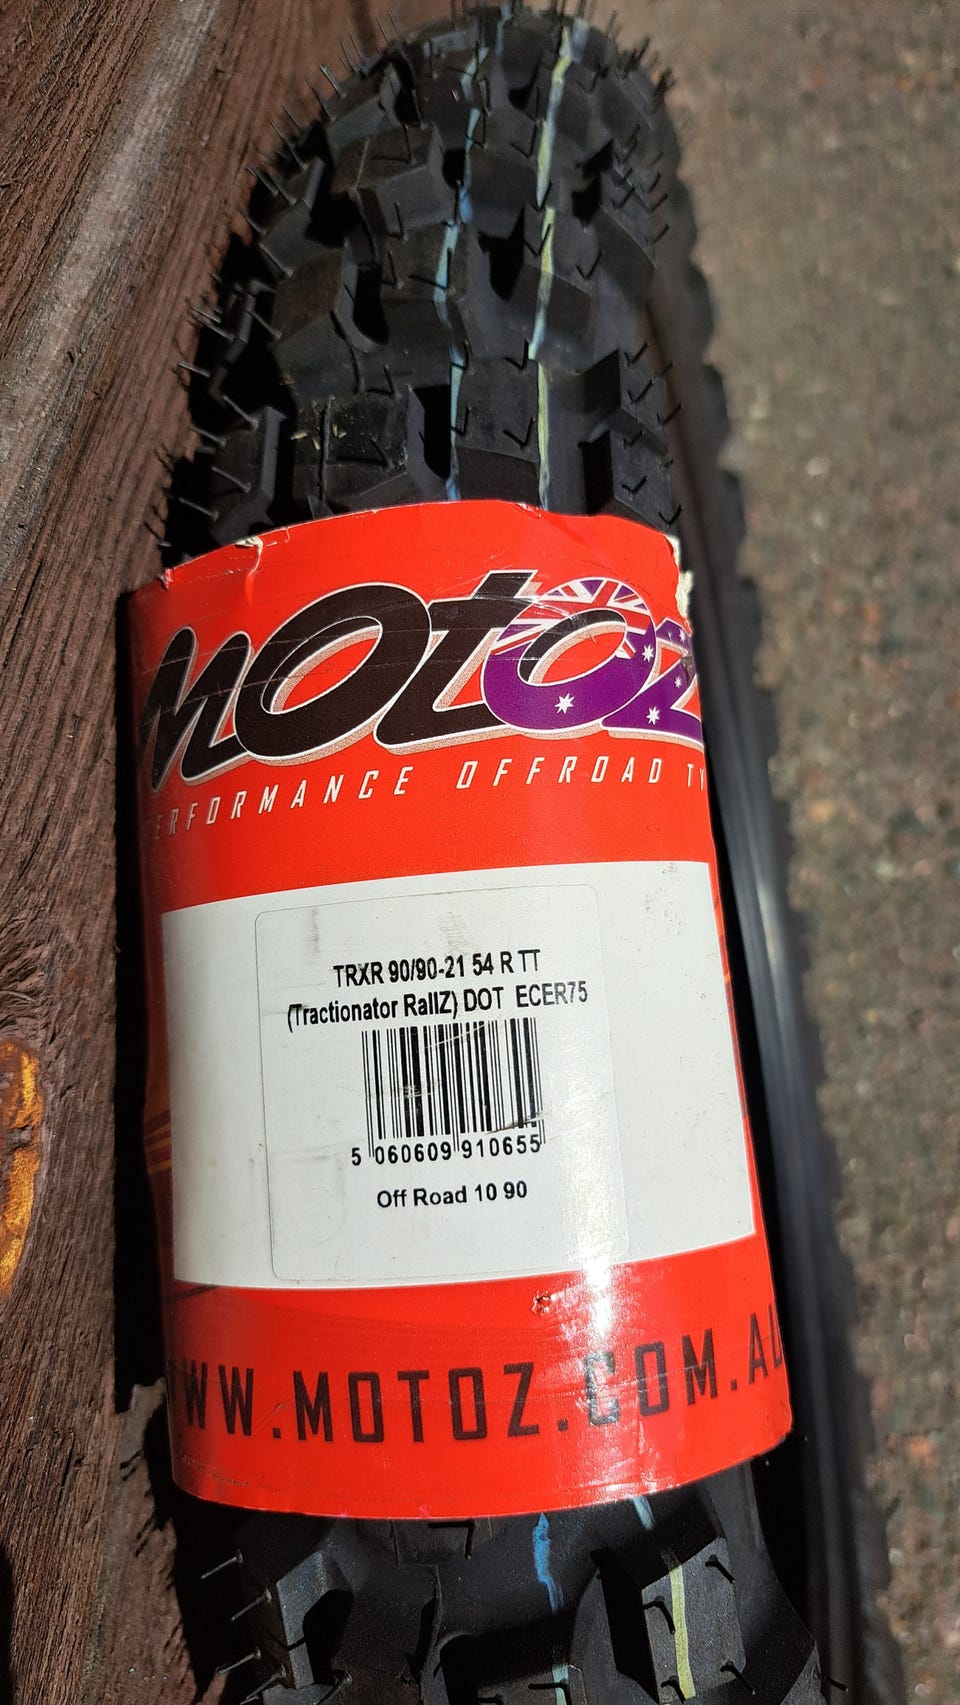 MOTOZ
ERFORMANCE OFFROAD TY
TRXR 90/90-21 54 R TT
(Tractionator RallZ) DOT ECER75
5 060609 910655
Off Road 10 90
WW.MOTOZ.COM.AU